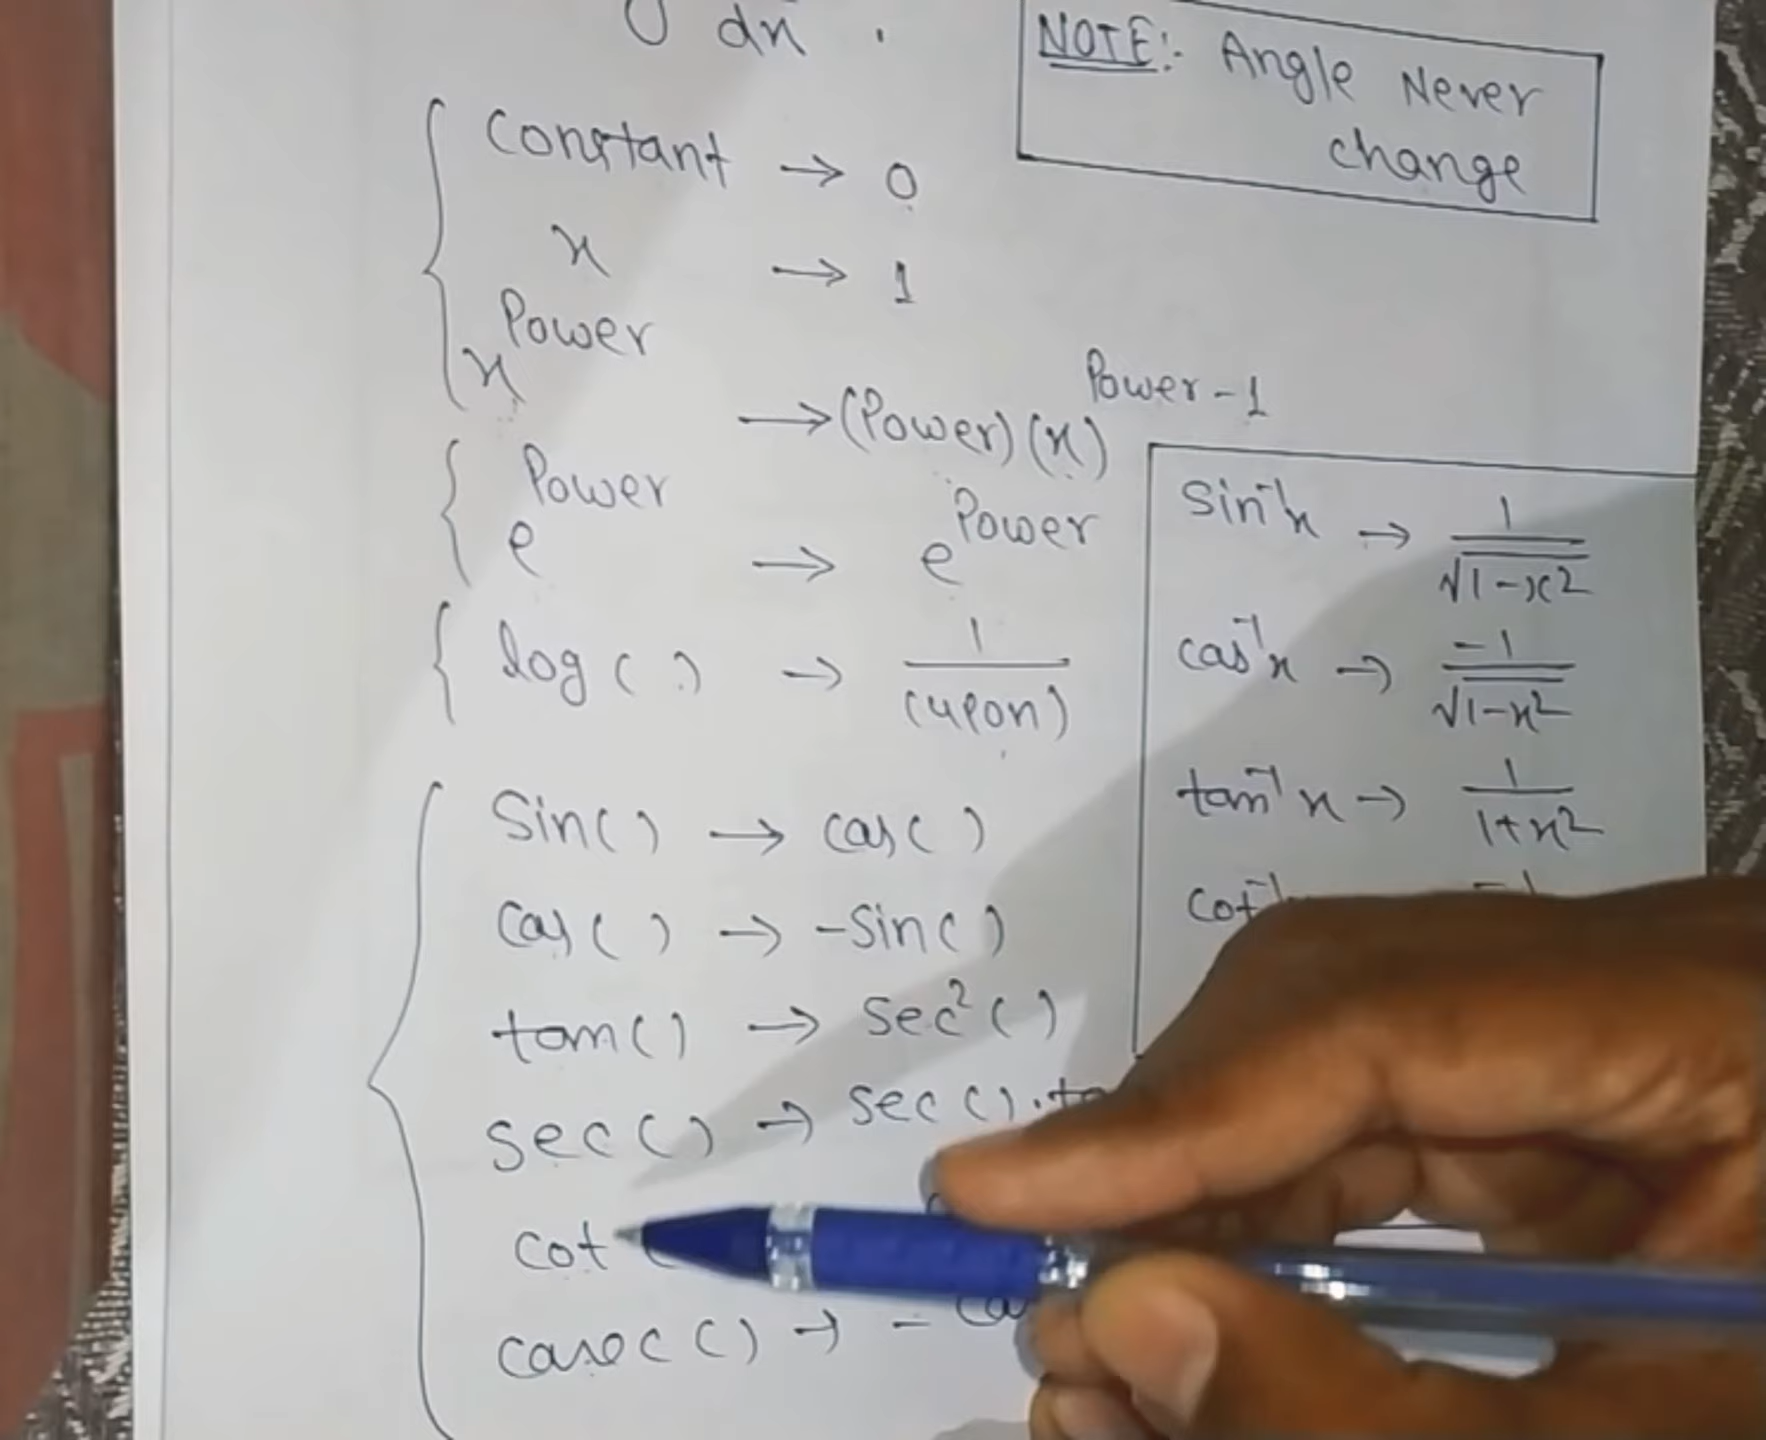 dx .
NOTE:- Angle Never
change
Constant → 0
x → 1
x^Power → (Power) (x)^Power-1
e^Power → e^Power
log ( ) → 1/(upon)
Sin( ) → cos( )
Cos ( ) → -Sin( )
tan( ) → sec²( )
sec ( ) → sec ( ).
cot
cosec ( ) → -
sin⁻¹x → 1/√1-x²
cos⁻¹x → -1/√1-x²
tan⁻¹x → 1/1+x²
cot⁻¹